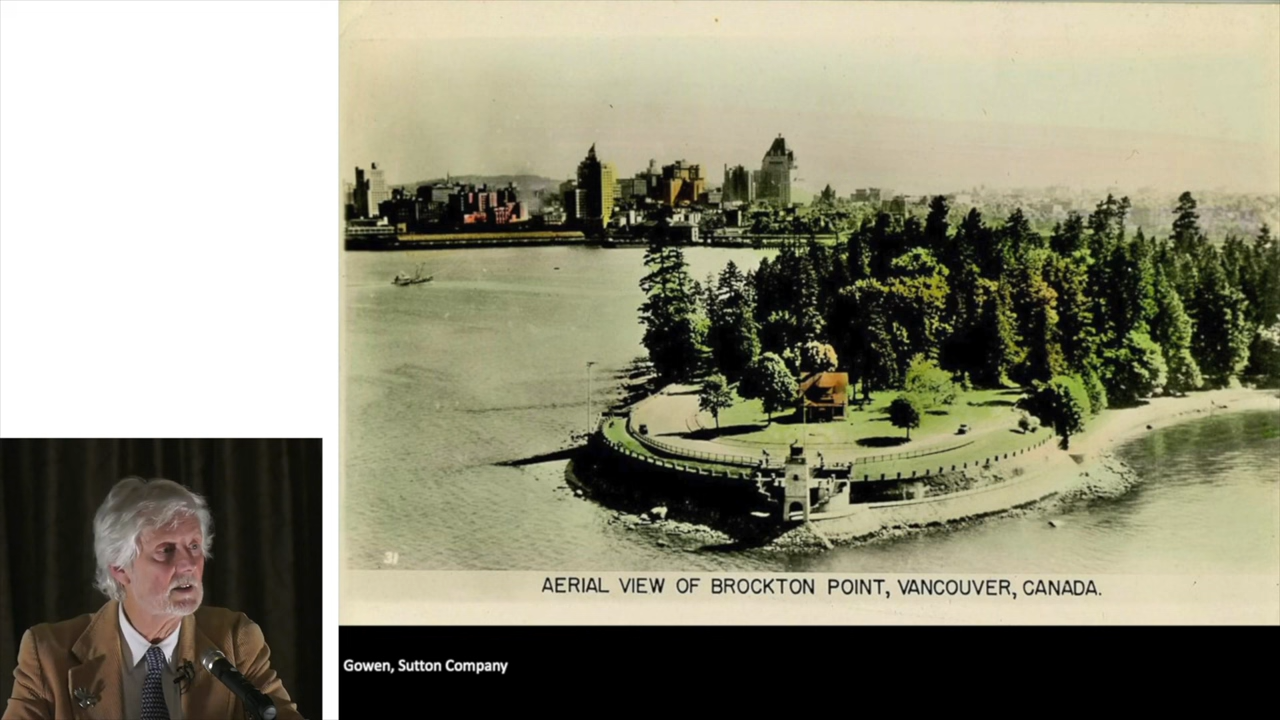 31
AERIAL VIEW OF BROCKTON POINT, VANCOUVER, CANADA.
Gowen, Sutton Company